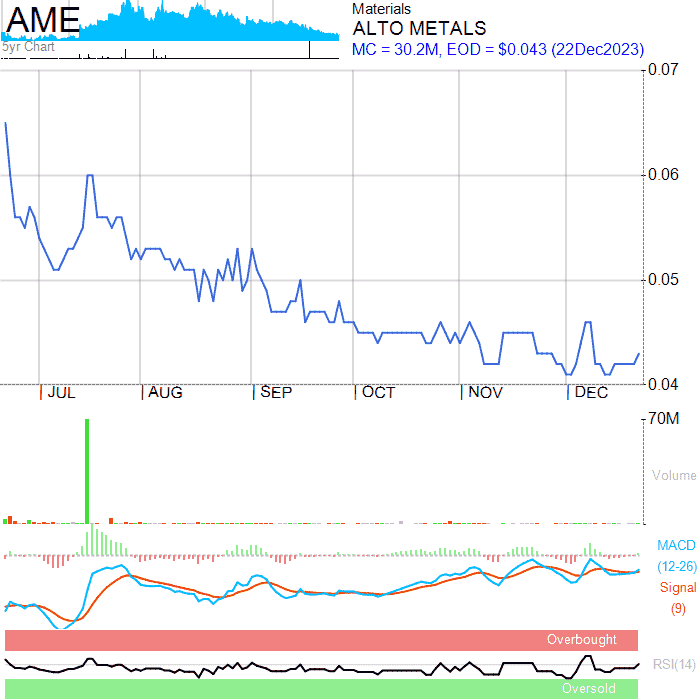 AME
5yr Chart
Materials
ALTO METALS
MC = 30.2M, EOD = $0.043 (22Dec2023)
0.07
0.06
0.05
0.04
JUL AUG SEP OCT NOV DEC
70M
Volume
MACD
(12-26)
Signal
(9)
Overbought
RSI(14)
Oversold